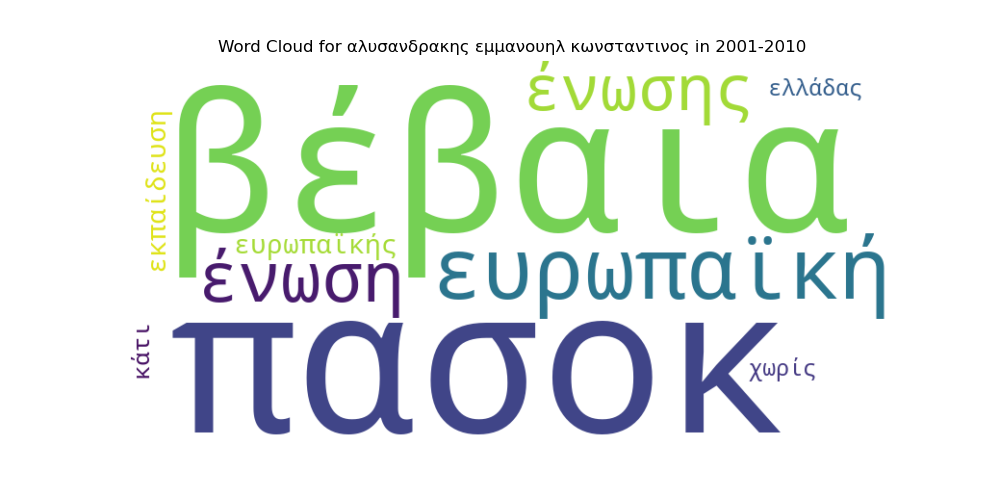 Word Cloud for αλυσανδρακης εμμανουηλ κωνσταντινος in 2001-2010
ένωσης
ελλάδας
βέβαια
εκπαίδευση
ευρωπαϊκής
ένωση
ευρωπαϊκή
πασοκ
κάτι
χωρίς